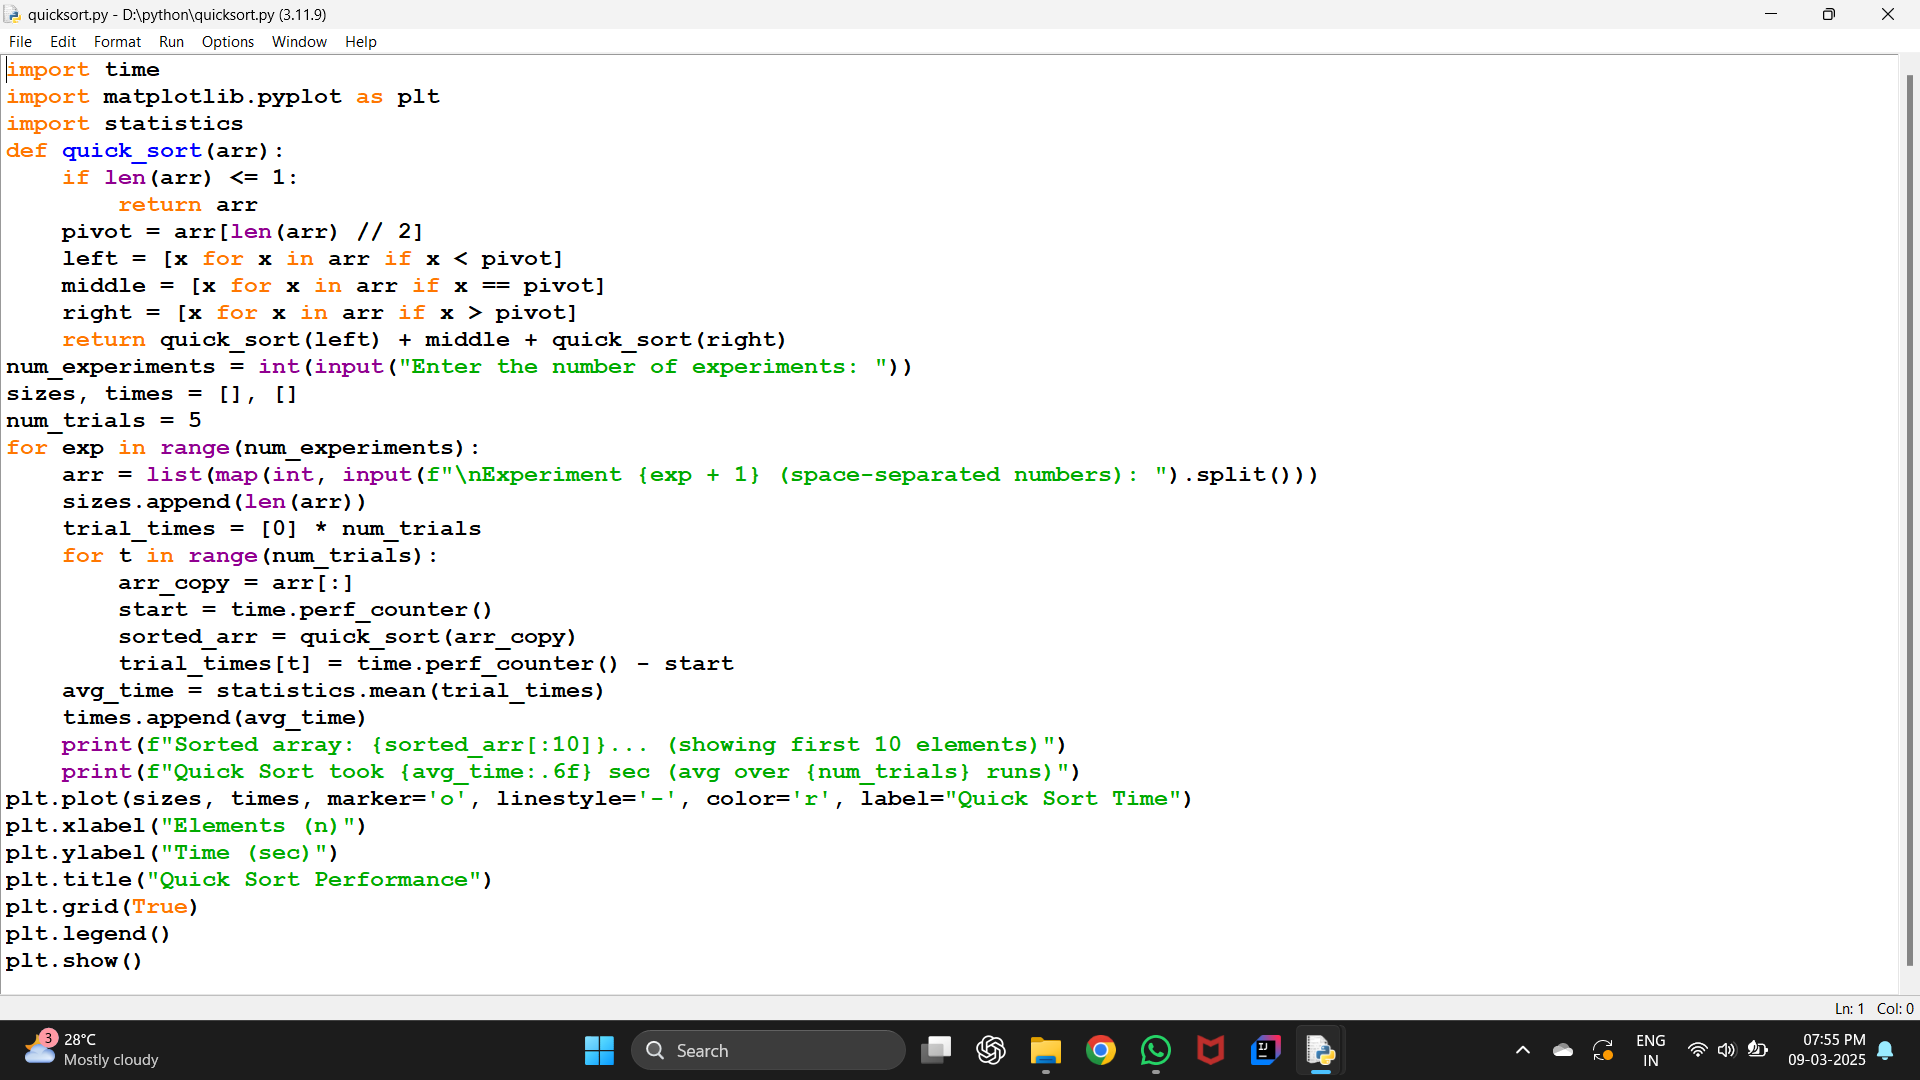 quicksort.py - D:\python\quicksort.py (3.11.9)
File Edit Format Run Options Window Help
import time
import matplotlib.pyplot as plt
import statistics
def quick_sort(arr):
    if len(arr) <= 1:
        return arr
    pivot = arr[len(arr) // 2]
    left = [x for x in arr if x < pivot]
    middle = [x for x in arr if x == pivot]
    right = [x for x in arr if x > pivot]
    return quick_sort(left) + middle + quick_sort(right)
num_experiments = int(input("Enter the number of experiments: "))
sizes, times = [], []
num_trials = 5
for exp in range(num_experiments):
    arr = list(map(int, input(f"\nExperiment {exp + 1} (space-separated numbers): ").split()))
    sizes.append(len(arr))
    trial_times = [0] * num_trials
    for t in range(num_trials):
        arr_copy = arr[:]
        start = time.perf_counter()
        sorted_arr = quick_sort(arr_copy)
        trial_times[t] = time.perf_counter() - start
    avg_time = statistics.mean(trial_times)
    times.append(avg_time)
    print(f"Sorted array: {sorted_arr[:10]}... (showing first 10 elements)")
    print(f"Quick Sort took {avg_time:.6f} sec (avg over {num_trials} runs)")
plt.plot(sizes, times, marker='o', linestyle='-', color='r', label="Quick Sort Time")
plt.xlabel("Elements (n)")
plt.ylabel("Time (sec)")
plt.title("Quick Sort Performance")
plt.grid(True)
plt.legend()
plt.show()
Ln: 1 Col: 0
3
28°C
Mostly cloudy
Search
IJ
ENG
IN
07:55 PM
09-03-2025